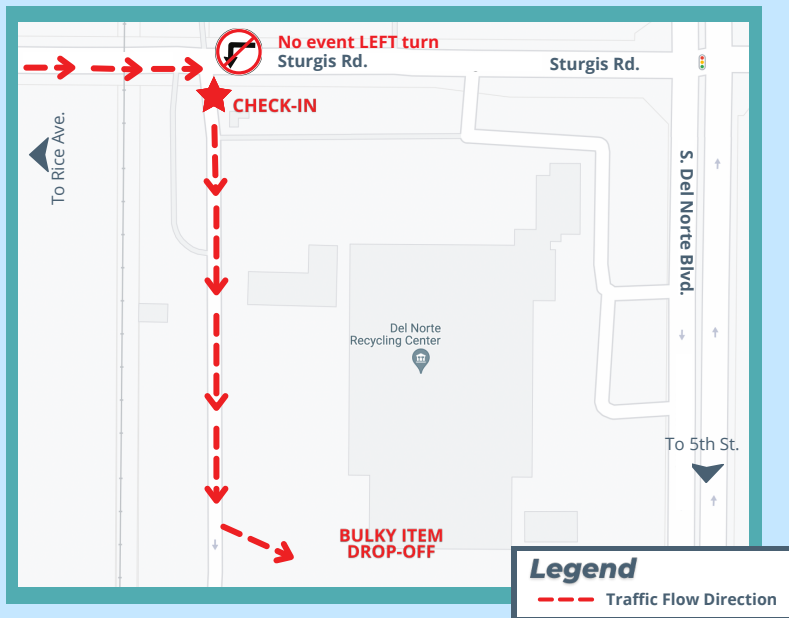 No event LEFT turn
Sturgis Rd.
Sturgis Rd.
CHECK-IN
To Rice Ave.
S. Del Norte Blvd.
Del Norte
Recycling Center
To 5th St.
BULKY ITEM
DROP-OFF
Legend
Traffic Flow Direction